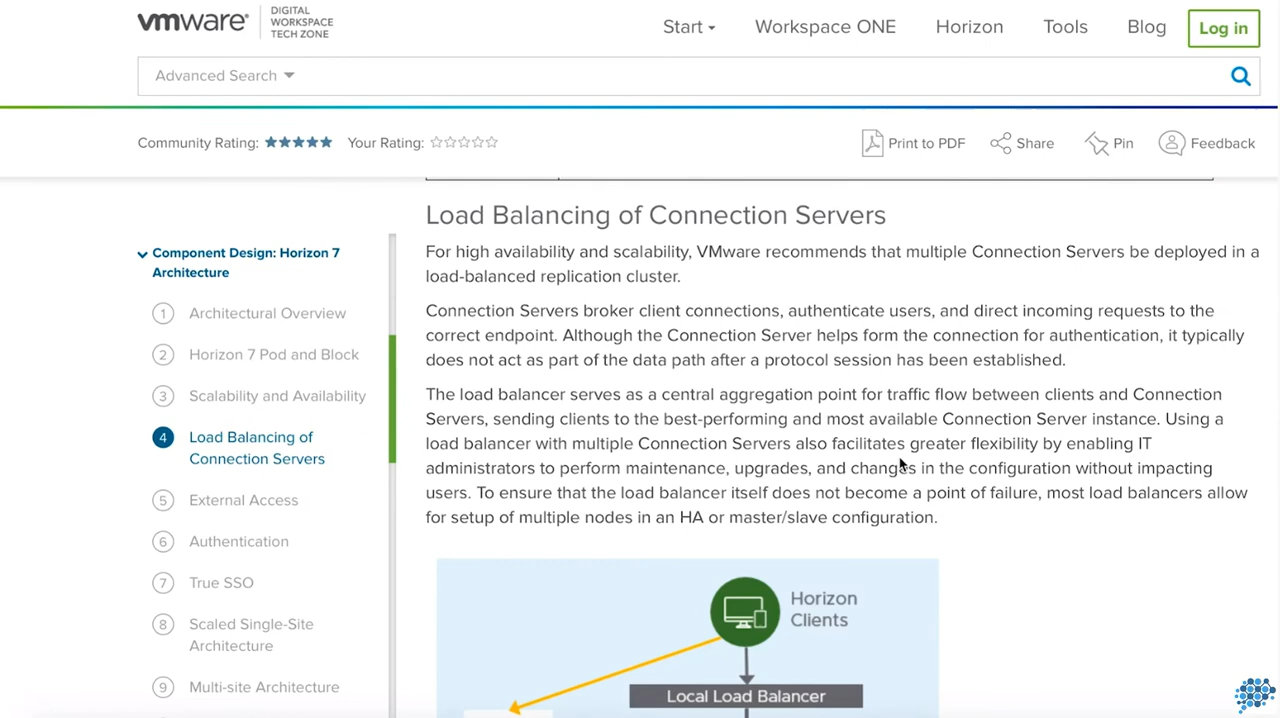 vmware®
DIGITAL
WORKSPACE
TECH ZONE
Start
Workspace ONE
Horizon
Tools
Blog
Log in
Advanced Search
Community Rating:
Your Rating:
Print to PDF
Share
Pin
Feedback
Component Design: Horizon 7
Architecture
1 Architectural Overview
2 Horizon 7 Pod and Block
3 Scalability and Availability
4 Load Balancing of
Connection Servers
5 External Access
6 Authentication
7 True SSO
8 Scaled Single-Site
Architecture
9 Multi-site Architecture
Load Balancing of Connection Servers
For high availability and scalability, VMware recommends that multiple Connection Servers be deployed in a
load-balanced replication cluster.
Connection Servers broker client connections, authenticate users, and direct incoming requests to the
correct endpoint. Although the Connection Server helps form the connection for authentication, it typically
does not act as part of the data path after a protocol session has been established.
The load balancer serves as a central aggregation point for traffic flow between clients and Connection
Servers, sending clients to the best-performing and most available Connection Server instance. Using a
load balancer with multiple Connection Servers also facilitates greater flexibility by enabling IT
administrators to perform maintenance, upgrades, and changes in the configuration without impacting
users. To ensure that the load balancer itself does not become a point of failure, most load balancers allow
for setup of multiple nodes in an HA or master/slave configuration.
Horizon
Clients
Local Load Balancer